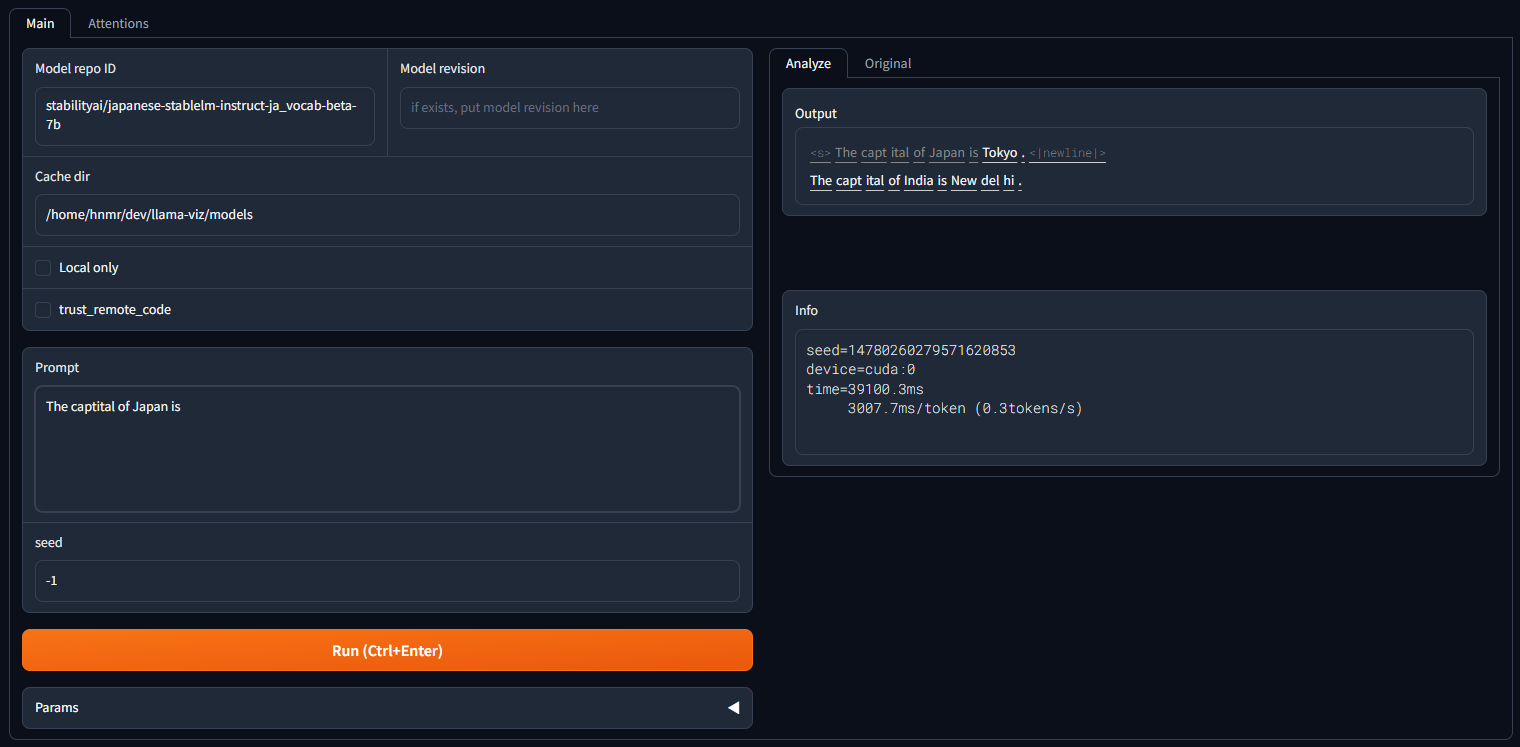 Main
Attentions
Model repo ID
stabilityai/japanese-stablelm-instruct-ja_vocab-beta-
7b
Model revision
if exists, put model revision here
Cache dir
/home/hnmr/dev/llama-viz/models
Local only
trust_remote_code
Prompt
The captital of Japan is
seed
-1
Run (Ctrl+Enter)
Params
Analyze
Original
Output
<s> The capt ital of Japan is Tokyo . <|newline|>
The capt ital of India is New del hi .
Info
seed=14780260279571620853
device=cuda:0
time=39100.3ms
3007.7ms/token (0.3tokens/s)